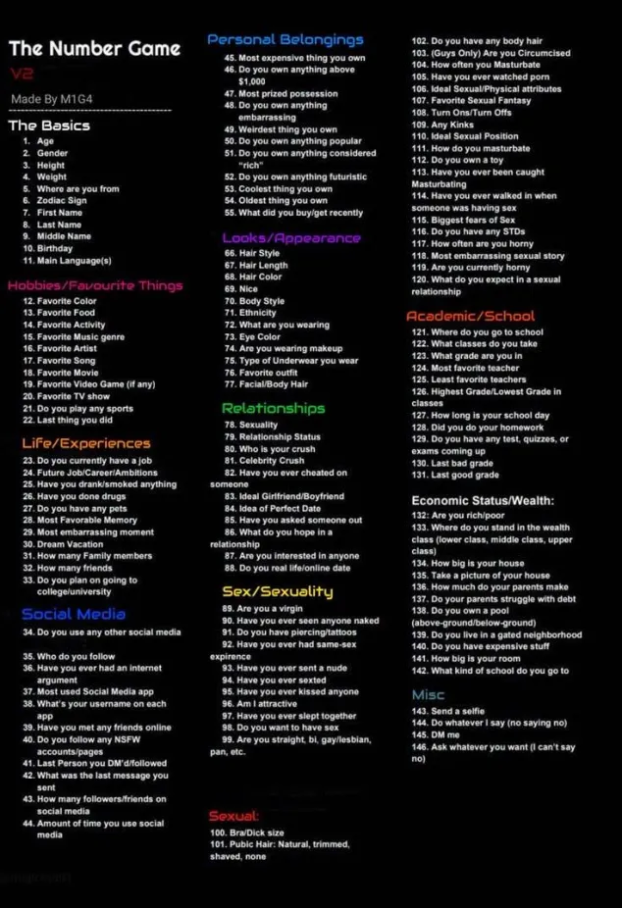 The Number Game
V2
Made By M1G4
The Basics
1. Age
2. Gender
3. Height
4. Weight
5. Where are you from
6. Zodiac Sign
7. First Name
8. Last Name
9. Middle Name
10. Birthday
11. Main Language(s)
Hobbies/Favourite Things
12. Favorite Color
13. Favorite Food
14. Favorite Activity
15. Favorite Music genre
16. Favorite Artist
17. Favorite Song
18. Favorite Movie
19. Favorite Video Game (if any)
20. Favorite TV show
21. Do you play any sports
22. Last thing you did
Life/Experiences
23. Do you currently have a job
24. Future Job/Career/Ambitions
25. Have you drank/smoked anything
26. Have you done drugs
27. Do you have any pets
28. Most Favorable Memory
29. Most embarrassing moment
30. Dream Vacation
31. How many Family members
32. How many friends
33. Do you plan on going to
college/university
Social Media
34. Do you use any other social media
35. Who do you follow
36. Have you ever had an internet
argument
37. Most used Social Media app
38. What's your username on each
app
39. Have you met any friends online
40. Do you follow any NSFW
accounts/pages
41. Last Person you DM'd/followed
42. What was the last message you
sent
43. How many followers/friends on
social media
44. Amount of time you use social
media
Personal Belongings
45. Most expensive thing you own
46. Do you own anything above
$1,000
47. Most prized possession
48. Do you own anything
embarrassing
49. Weirdest thing you own
50. Do you own anything popular
51. Do you own anything considered
“rich”
52. Do you own anything futuristic
53. Coolest thing you own
54. Oldest thing you own
55. What did you buy/get recently
Looks/Appearance
66. Hair Style
67. Hair Length
68. Hair Color
69. Nice
70. Body Style
71. Ethnicity
72. What are you wearing
73. Eye Color
74. Are you wearing makeup
75. Type of Underwear you wear
76. Favorite outfit
77. Facial/Body Hair
Relationships
78. Sexuality
79. Relationship Status
80. Who is your crush
81. Celebrity Crush
82. Have you ever cheated on
someone
83. Ideal Girlfriend/Boyfriend
84. Idea of Perfect Date
85. Have you asked someone out
86. What do you hope in a
relationship
87. Are you interested in anyone
88. Do you real life/online date
Sex/Sexuality
89. Are you a virgin
90. Have you ever seen anyone naked
91. Do you have piercing/tattoos
92. Have you ever had same-sex
expirence
93. Have you ever sent a nude
94. Have you ever sexted
95. Have you ever kissed anyone
96. Am I attractive
97. Have you ever slept together
98. Do you want to have sex
99. Are you straight, bi, gay/lesbian,
pan, etc.
Sexual:
100. Bra/Dick size
101. Pubic Hair: Natural, trimmed,
shaved, none
102. Do you have any body hair
103. (Guys Only) Are you Circumcised
104. How often you Masturbate
105. Have you ever watched porn
106. Ideal Sexual/Physical attributes
107. Favorite Sexual Fantasy
108. Turn Ons/Turn Offs
109. Any Kinks
110. Ideal Sexual Position
111. How do you masturbate
112. Do you own a toy
113. Have you ever been caught
Masturbating
114. Have you ever walked in when
someone was having sex
115. Biggest fears of Sex
116. Do you have any STDs
117. How often are you horny
118. Most embarrassing sexual story
119. Are you currently horny
120. What do you expect in a sexual
relationship
Academic/School
121. Where do you go to school
122. What classes do you take
123. What grade are you in
124. Most favorite teacher
125. Least favorite teachers
126. Highest Grade/Lowest Grade in
classes
127. How long is your school day
128. Did you do your homework
129. Do you have any test, quizzes, or
exams coming up
130. Last bad grade
131. Last good grade
Economic Status/Wealth:
132: Are you rich/poor
133. Where do you stand in the wealth
class (lower class, middle class, upper
class)
134. How big is your house
135. Take a picture of your house
136. How much do your parents make
137. Do your parents struggle with debt
138. Do you own a pool
(above-ground/below-ground)
139. Do you live in a gated neighborhood
140. Do you have expensive stuff
141. How big is your room
142. What kind of school do you go to
Misc
143. Send a selfie
144. Do whatever I say (no saying no)
145. DM me
146. Ask whatever you want (I can't say
no)